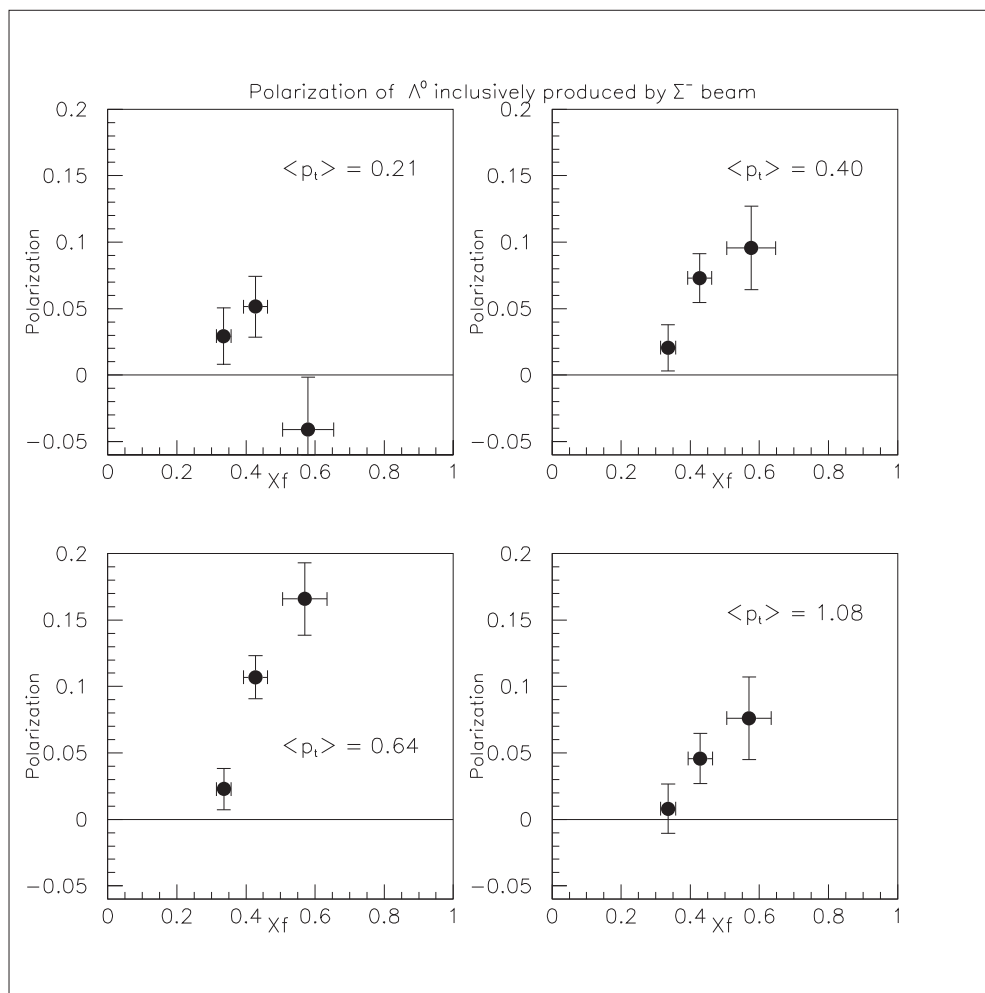 Polarization of Λ⁰ inclusively produced by Σ⁻ beam
0.2
0.15
0.1
0.05
0
−0.05
Polarization
<pₜ> = 0.21
0 0.2 0.4 0.6 0.8 1
Xf
0.2
0.15
0.1
0.05
0
−0.05
Polarization
<pₜ> = 0.40
0 0.2 0.4 0.6 0.8 1
Xf
0.2
0.15
0.1
0.05
0
−0.05
Polarization
<pₜ> = 0.64
0 0.2 0.4 0.6 0.8 1
Xf
0.2
0.15
0.1
0.05
0
−0.05
Polarization
<pₜ> = 1.08
0 0.2 0.4 0.6 0.8 1
Xf